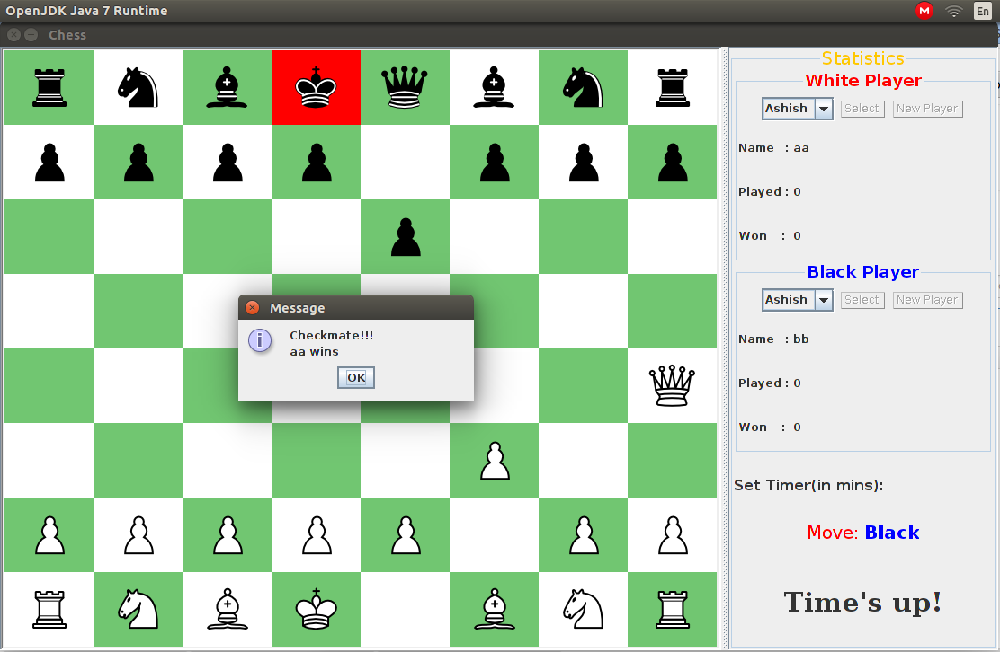 OpenJDK Java 7 Runtime
M
En
Chess
Statistics
White Player
Ashish
Select
New Player
Name : aa
Played : 0
Won : 0
Black Player
Ashish
Select
New Player
Name : bb
Played : 0
Won : 0
Set Timer(in mins):
Move: Black
Time's up!
Message
i
Checkmate!!!
aa wins
OK